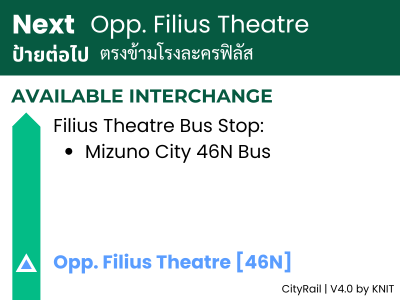 Next Opp. Filius Theatre
ป้ายต่อไป ตรงข้ามโรงละครฟิลัส
AVAILABLE INTERCHANGE
Filius Theatre Bus Stop:
• Mizuno City 46N Bus
Opp. Filius Theatre [46N]
CityRail | V4.0 by KNIT